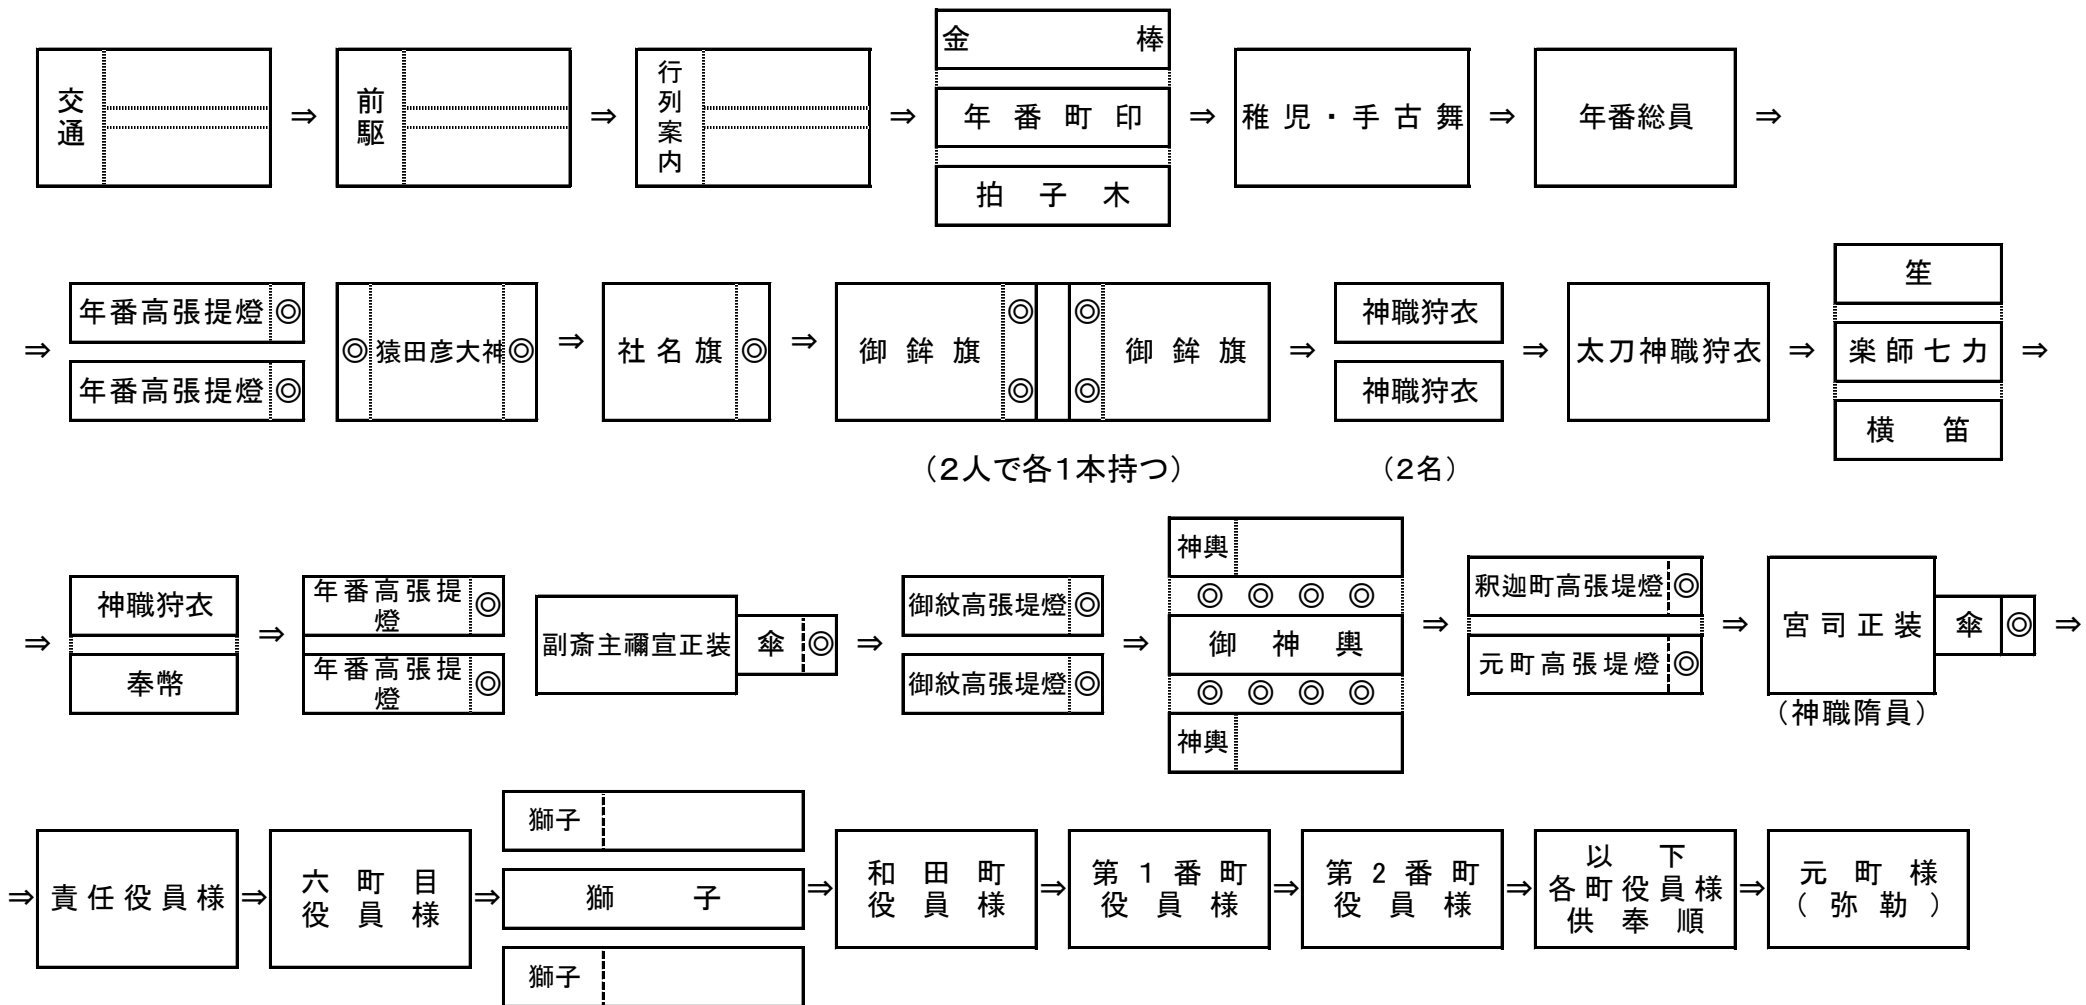 交通
⇒
前駆
⇒
行列案内
⇒
金棒
年番町印
拍子木
⇒
稚児・手古舞
⇒
年番総員
⇒
⇒
年番高張提燈 ◎
年番高張提燈 ◎
◎ 猿田彦大神 ◎
⇒
社名旗 ◎
⇒
御鉾旗 ◎ ◎ 御鉾旗
◎ ◎
(2人で各1本持つ)
⇒
神職狩衣
神職狩衣
(2名)
⇒
太刀神職狩衣
⇒
笙
楽師七力
横笛
⇒
⇒
神職狩衣
奉幣
⇒
年番高張提
燈 ◎
年番高張提
燈 ◎
副斎主禰宣正装 傘 ◎
⇒
御紋高張堤燈 ◎
御紋高張堤燈 ◎
⇒
神輿
◎ ◎ ◎ ◎
御神輿
◎ ◎ ◎ ◎
神輿
⇒
釈迦町高張堤燈 ◎
元町高張堤燈 ◎
⇒
宮司正装 傘 ◎
(神職隋員)
⇒
⇒
責任役員様
⇒
六町目
役員様
⇒
獅子
獅子
獅子
⇒
和田町
役員様
⇒
第1番町
役員様
⇒
第2番町
役員様
⇒
以下
各町役員様
供奉順
⇒
元町様
(弥勒)